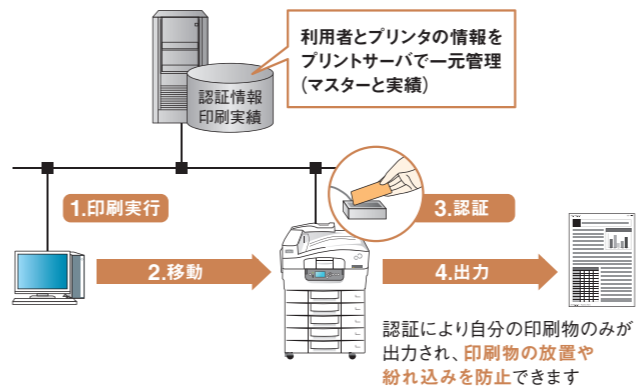 利用者とプリンタの情報を
プリントサーバで一元管理
(マスターと実績)
認証情報
印刷実績
1.印刷実行
3.認証
2.移動
4.出力
認証により自分の印刷物のみが
出力され、印刷物の放置や
紛れ込みを防止できます